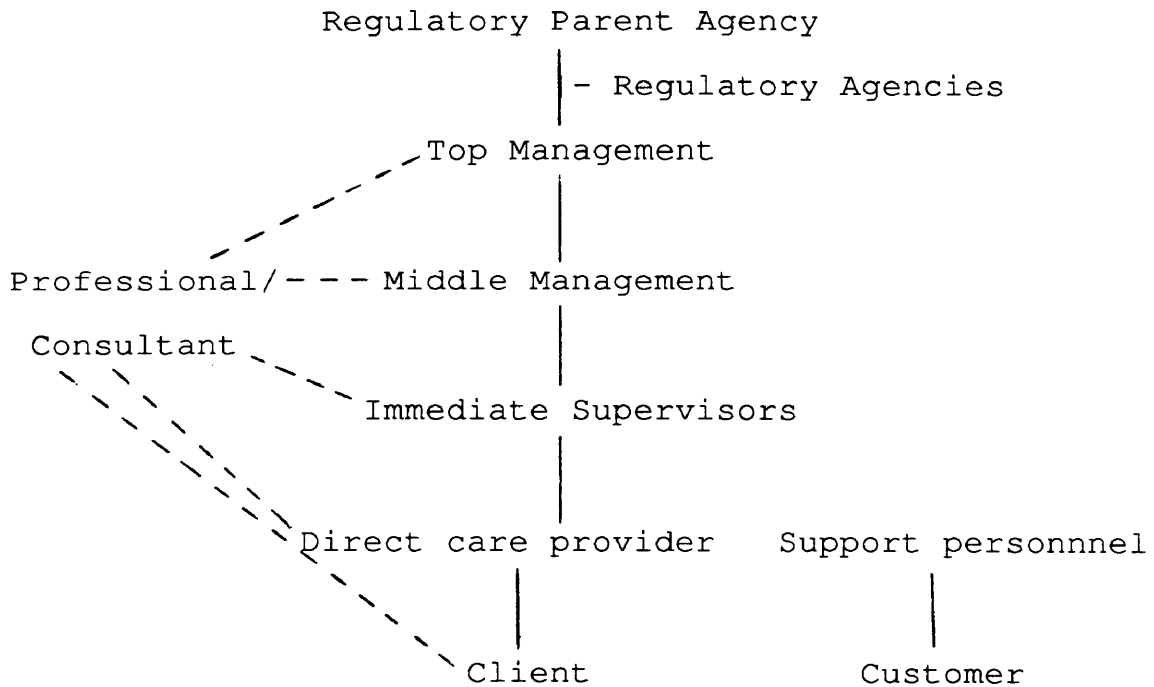 Regulatory Parent Agency
- Regulatory Agencies
Top Management
Professional/--- Middle Management
Consultant
Immediate Supervisors
Direct care provider Support personnnel
Client Customer